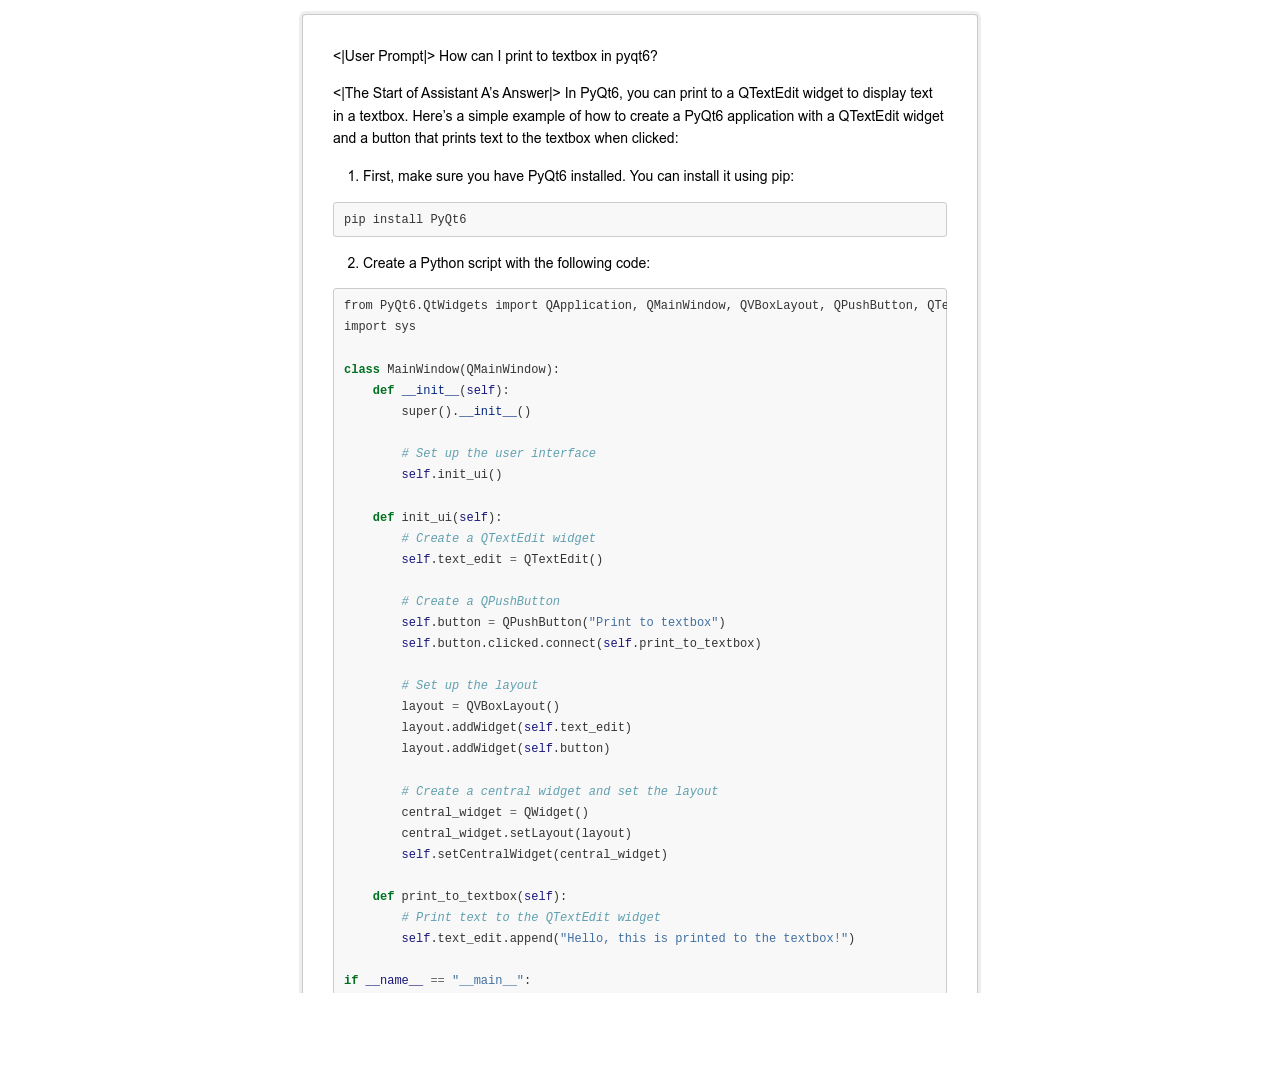 <|User Prompt|> How can I print to textbox in pyqt6?
<|The Start of Assistant A’s Answer|> In PyQt6, you can print to a QTextEdit widget to display text
in a textbox. Here’s a simple example of how to create a PyQt6 application with a QTextEdit widget
and a button that prints text to the textbox when clicked:
1. First, make sure you have PyQt6 installed. You can install it using pip:
pip install PyQt6
2. Create a Python script with the following code:
from PyQt6.QtWidgets import QApplication, QMainWindow, QVBoxLayout, QPushButton, QTe
import sys
class MainWindow(QMainWindow):
    def __init__(self):
        super().__init__()
        # Set up the user interface
        self.init_ui()
    def init_ui(self):
        # Create a QTextEdit widget
        self.text_edit = QTextEdit()
        # Create a QPushButton
        self.button = QPushButton("Print to textbox")
        self.button.clicked.connect(self.print_to_textbox)
        # Set up the layout
        layout = QVBoxLayout()
        layout.addWidget(self.text_edit)
        layout.addWidget(self.button)
        # Create a central widget and set the layout
        central_widget = QWidget()
        central_widget.setLayout(layout)
        self.setCentralWidget(central_widget)
    def print_to_textbox(self):
        # Print text to the QTextEdit widget
        self.text_edit.append("Hello, this is printed to the textbox!")
if __name__ == "__main__":